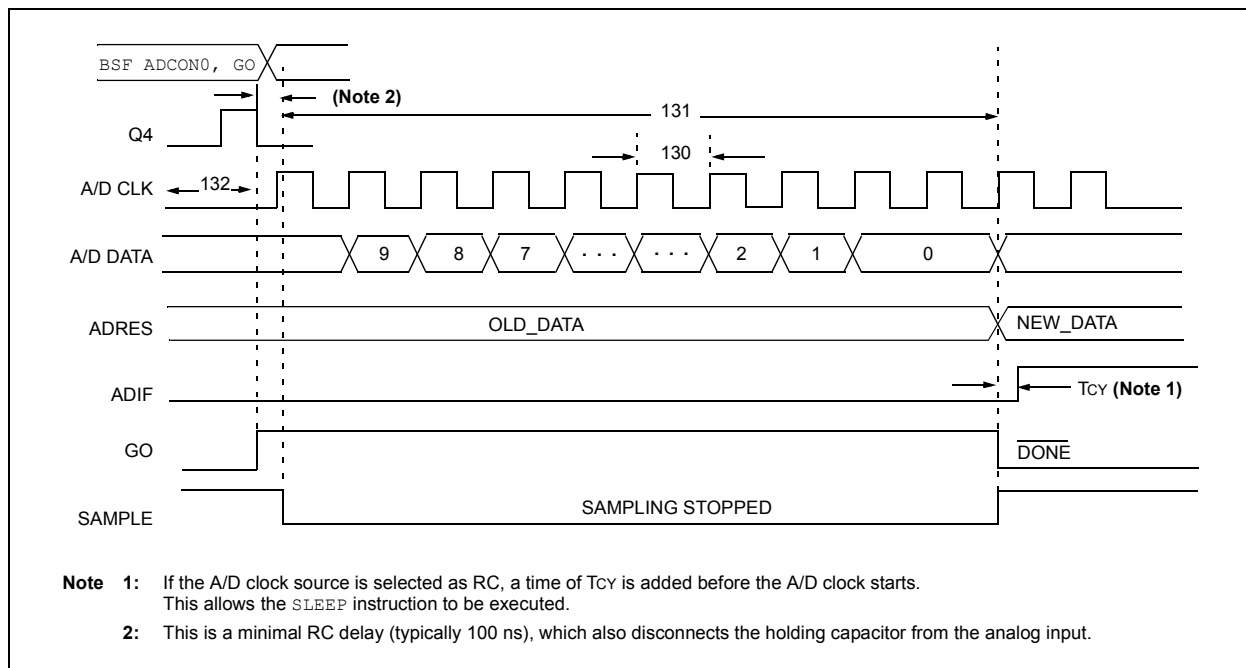 BSF ADCON0, GO
(Note 2)
131
Q4
130
A/D CLK
132
A/D DATA
9 8 7 . . . . . . 2 1 0
ADRES
OLD_DATA
NEW_DATA
ADIF
TCY (Note 1)
GO
DONE
SAMPLE
SAMPLING STOPPED
Note 1: If the A/D clock source is selected as RC, a time of TCY is added before the A/D clock starts.
This allows the SLEEP instruction to be executed.
2: This is a minimal RC delay (typically 100 ns), which also disconnects the holding capacitor from the analog input.